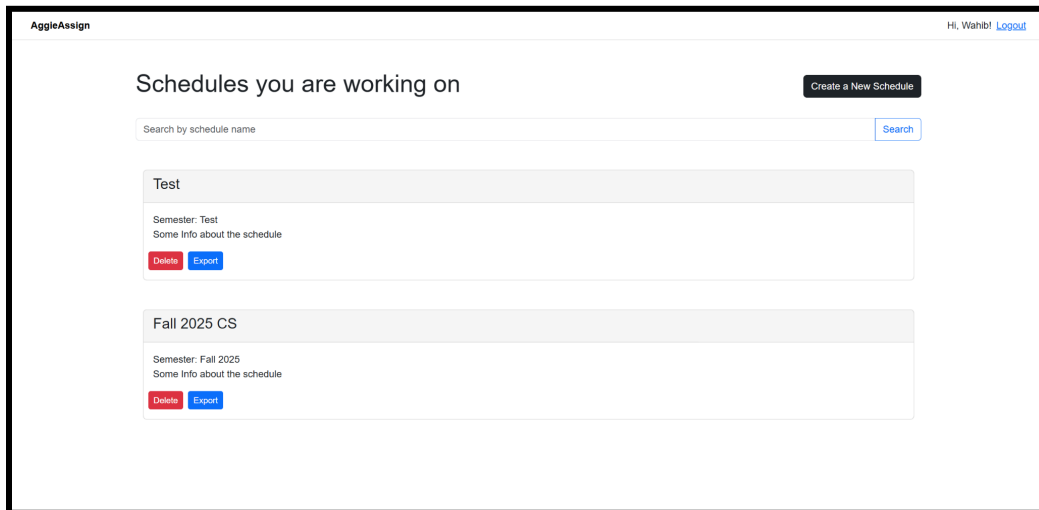 AggieAssign
Hi, Wahib! Logout
Schedules you are working on
Create a New Schedule
Search by schedule name
Search
Test
Semester: Test
Some Info about the schedule
Delete Export
Fall 2025 CS
Semester: Fall 2025
Some Info about the schedule
Delete Export